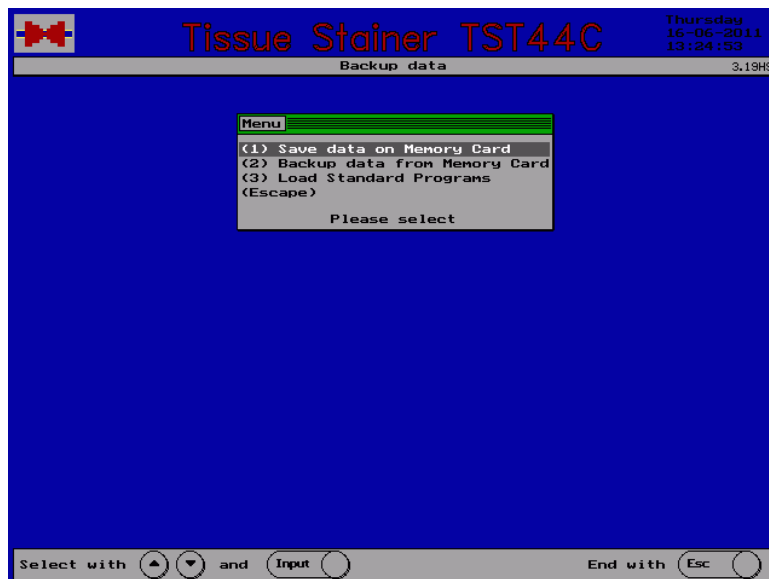 Tissue Stainer TST44C
Thursday
16-06-2011
13:24:53
Backup data
3.19HS
Menu
(1) Save data on Memory Card
(2) Backup data from Memory Card
(3) Load Standard Programs
(Escape)
Please select
Select with and Input
End with Esc